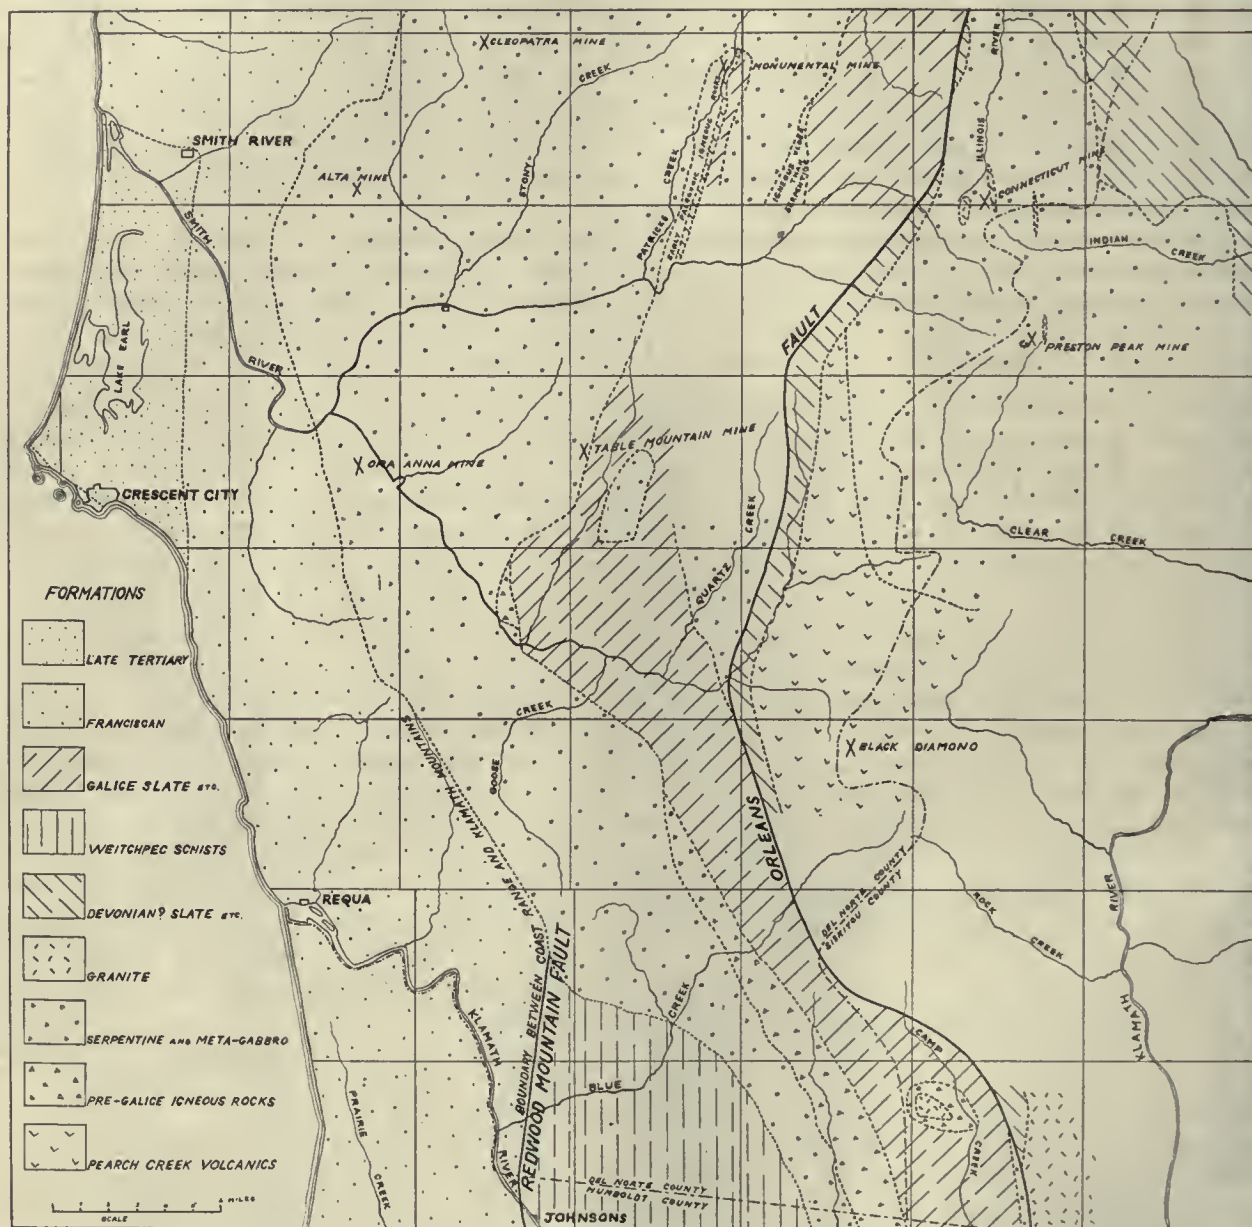 CLEOPATRA MINE
CREEK
MONUMENTAL MINE
RIVER
SMITH RIVER
ALTA MINE
STONY
CREEK
ILLINOIS
CONNECTICUT MINE
SMITH
PATRICKS
INDIAN
CREEK
FAULT
LAKE EARL
RIVER
PRESTON PEAK MINE
TABLE MOUNTAIN MINE
ORA ANNA MINE
CRESCENT CITY
CREEK
CLEAR
CREEK
QUARTZ
FORMATIONS
LATE TERTIARY
FRANCISCAN
GALICE SLATE ETC.
WEITCHPEC SCHISTS
DEVONIAN? SLATE ETC.
GRANITE
SERPENTINE AND META-GABBRO
PRE-GALICE IGNEOUS ROCKS
PEARCH CREEK VOLCANICS
SCALE
MILES
CREEK
GOOSE
BLACK DIAMOND
ORLEANS
DEL NORTE COUNTY
SISKIYOU COUNTY
ROCK
CREEK
RIVER
KLAMATH
REQUA
BOUNDARY BETWEEN COAST RANGE AND KLAMATH MOUNTAINS
REDWOOD MOUNTAIN FAULT
KLAMATH
RIVER
CREEK
BLUE
CAMP
CREEK
PRAIRIE
CREEK
DEL NORTE COUNTY
HUMBOLDT COUNTY
JOHNSONS